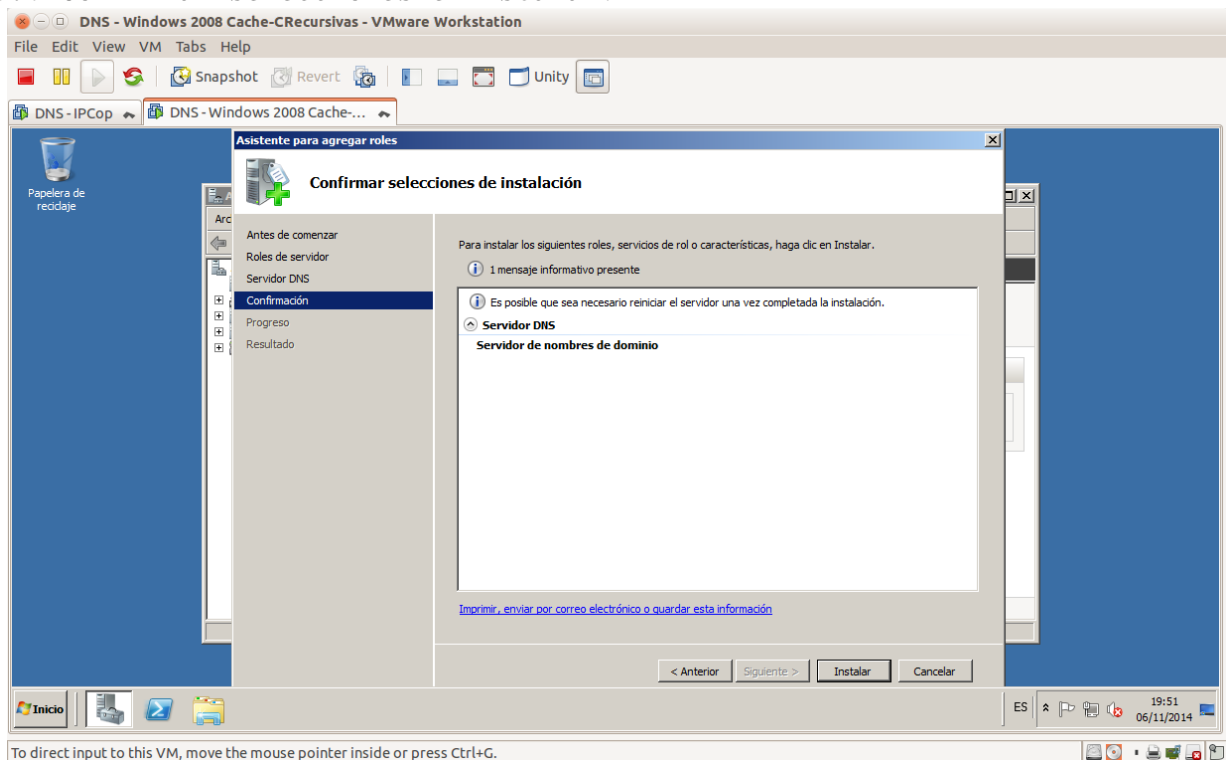 DNS - Windows 2008 Cache-CRecursivas - VMware Workstation
File Edit View VM Tabs Help
Snapshot Revert Unity
DNS - IPCop DNS - Windows 2008 Cache-...
Papelera de
reciclaje
Arc
Asistente para agregar roles
Confirmar selecciones de instalación
Antes de comenzar
Roles de servidor
Servidor DNS
Confirmación
Progreso
Resultado
Para instalar los siguientes roles, servicios de rol o características, haga clic en Instalar.
1 mensaje informativo presente
Es posible que sea necesario reiniciar el servidor una vez completada la instalación.
Servidor DNS
Servidor de nombres de dominio
Imprimir, enviar por correo electrónico o guardar esta información
< Anterior Siguiente > Instalar Cancelar
Inicio ES 19:51
06/11/2014
To direct input to this VM, move the mouse pointer inside or press Ctrl+G.